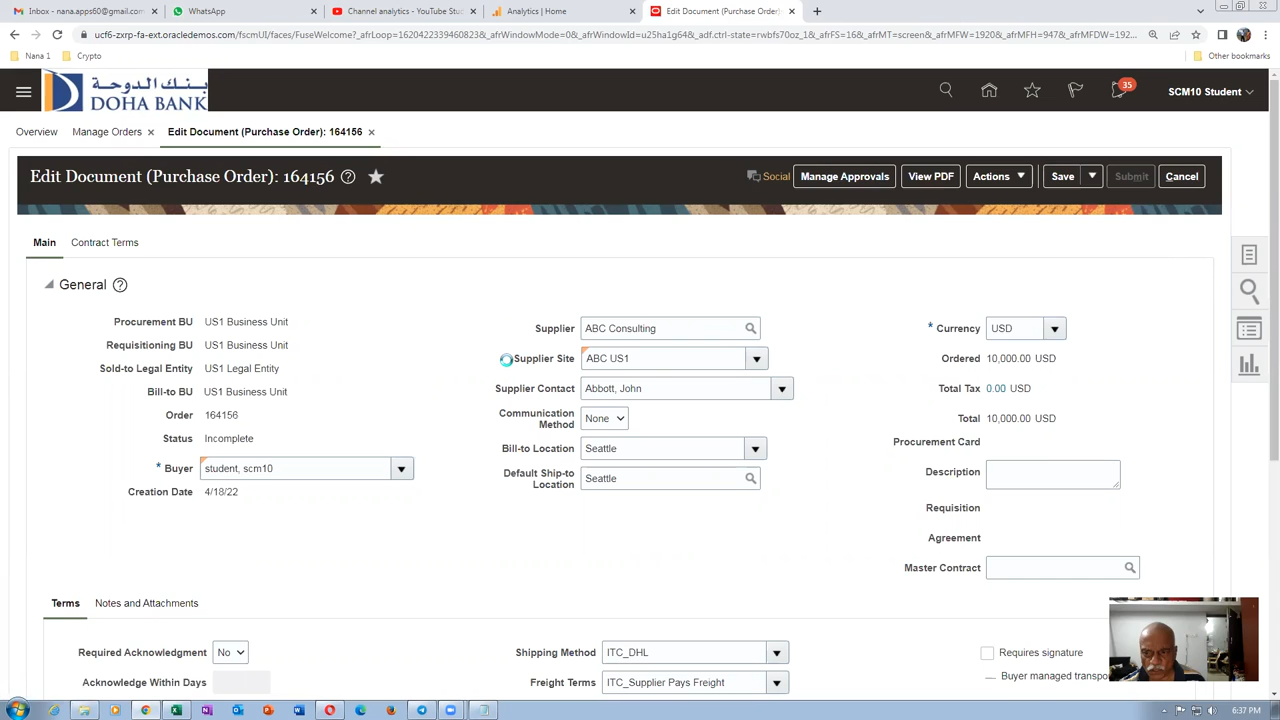 Inbox - nana.apps60@gmail.com
WhatsApp
Channel analytics - YouTube Stu
Analytics | Home
Edit Document (Purchase Order)
ucf6-zxrp-fa-ext.oracledemos.com/fscmUI/faces/FuseWelcome?_afrLoop=16204223394608​23&_afrWindowMode=0&_afrWindowId=u25ha1g64&_adf.ctrl-state=rwbfs70oz_1&_afrFS=16&_afrMT=screen&_afrMFW=1920&_afrMFH=947&_afrMFDW=192...
Nana 1
Crypto
Other bookmarks
بنك الدوحة
DOHA BANK
35
SCM10 Student
Overview
Manage Orders
Edit Document (Purchase Order): 164156
Edit Document (Purchase Order): 164156
Social
Manage Approvals
View PDF
Actions
Save
Submit
Cancel
Main
Contract Terms
General
Procurement BU US1 Business Unit
Requisitioning BU US1 Business Unit
Sold-to Legal Entity US1 Legal Entity
Bill-to BU US1 Business Unit
Order 164156
Status Incomplete
* Buyer student, scm10
Creation Date 4/18/22
Supplier ABC Consulting
Supplier Site ABC US1
Supplier Contact Abbott, John
Communication
Method None
Bill-to Location Seattle
Default Ship-to
Location Seattle
* Currency USD
Ordered 10,000.00 USD
Total Tax 0.00 USD
Total 10,000.00 USD
Procurement Card
Description
Requisition
Agreement
Master Contract
Terms
Notes and Attachments
Required Acknowledgment No
Acknowledge Within Days
Shipping Method ITC_DHL
Freight Terms ITC_Supplier Pays Freight
Requires signature
Buyer managed transpo
6:37 PM